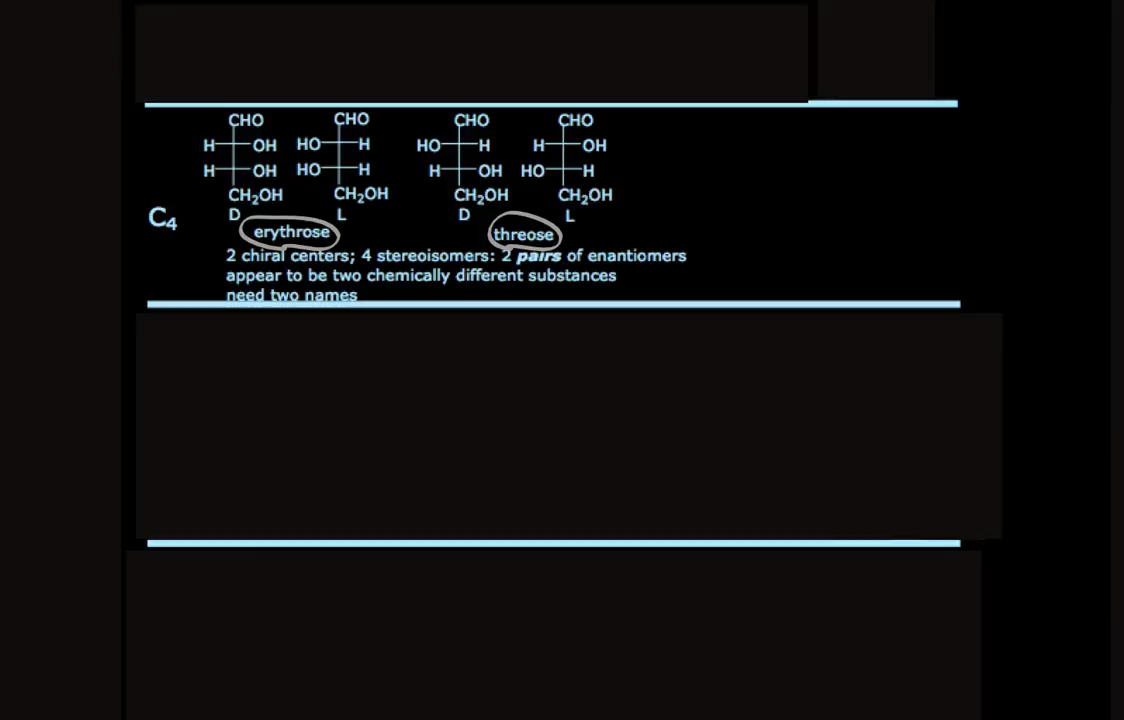 CHO CHO CHO CHO
H OH HO H HO H H OH
H OH HO H H OH HO H
CH₂OH CH₂OH CH₂OH CH₂OH
D L D L
C₄
erythrose threose
2 chiral centers; 4 stereoisomers: 2 pairs of enantiomers
appear to be two chemically different substances
need two names